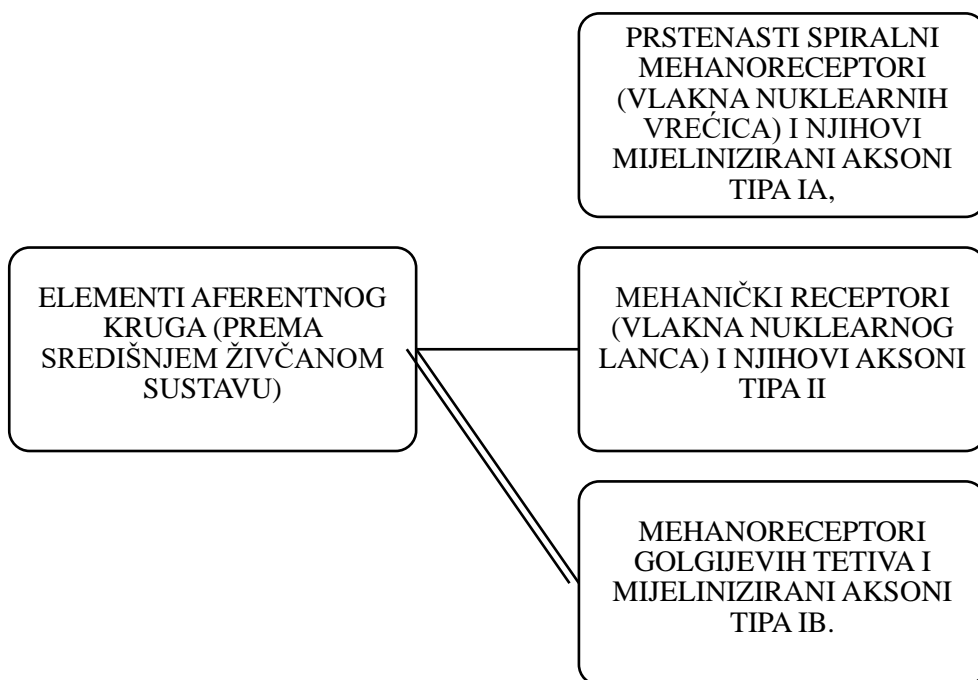 ELEMENTI AFERENTNOG
KRUGA (PREMA
SREDIŠNJEM ŽIVČANOM
SUSTAVU)
PRSTENASTI SPIRALNI
MEHANORECEPTORI
(VLAKNA NUKLEARNIH
VREĆICA) I NJIHOVI
MIJELINIZIRANI AKSONI
TIPA IA,
MEHANIČKI RECEPTORI
(VLAKNA NUKLEARNOG
LANCA) I NJIHOVI AKSONI
TIPA II
MEHANORECEPTORI
GOLGIJEVIH TETIVA I
MIJELINIZIRANI AKSONI
TIPA IB.